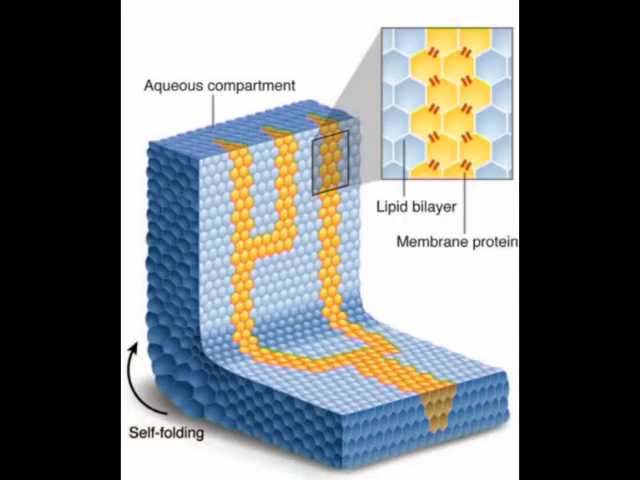 Aqueous compartment
Lipid bilayer
Membrane protein
Self-folding